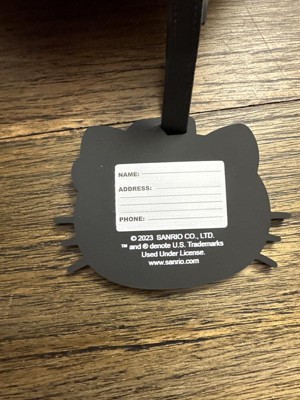 NAME:
ADDRESS:
PHONE:
© 2023 SANRIO CO., LTD.
™ and ® denote U.S. Trademarks
Used Under License.
www.sanrio.com